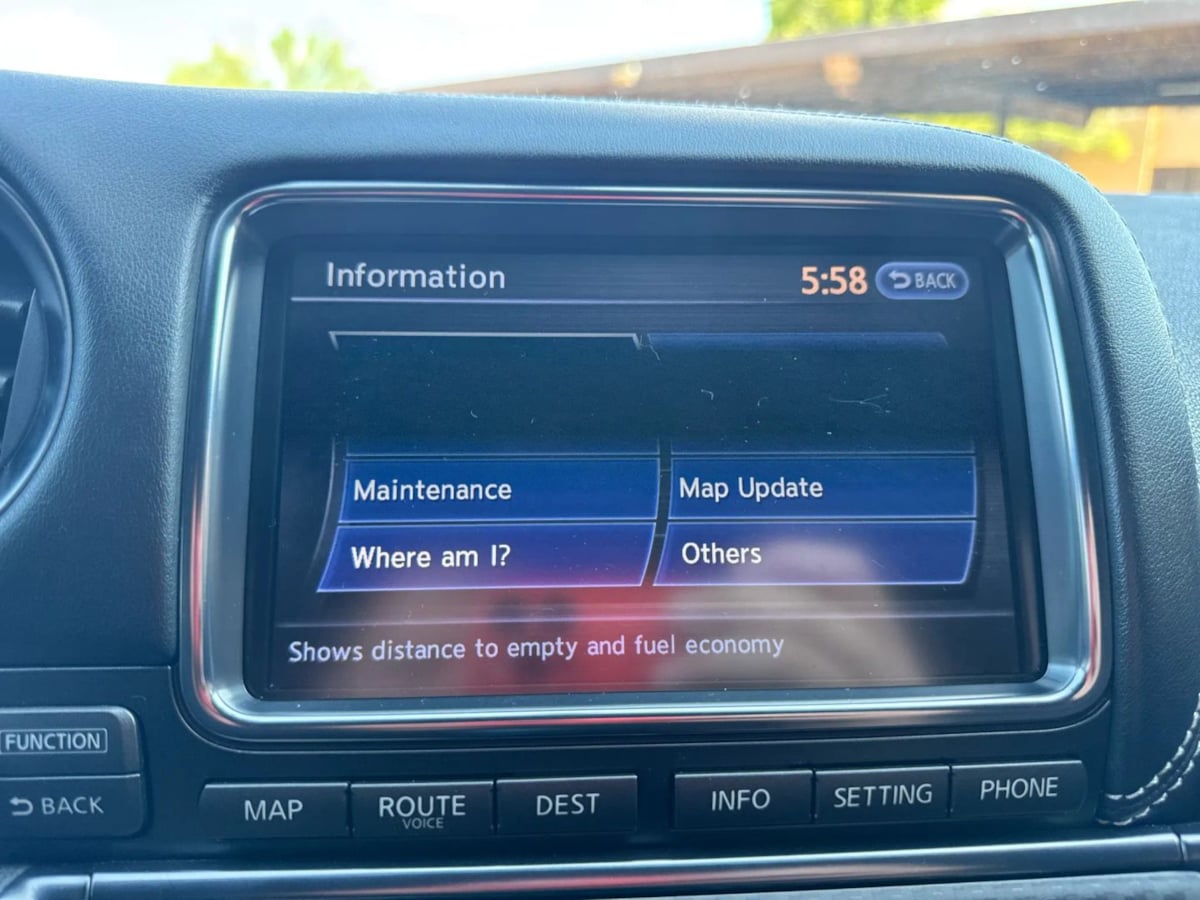 Information 5:58 BACK
Maintenance Map Update
Where am I? Others
Shows distance to empty and fuel economy
FUNCTION
BACK
MAP ROUTE DEST INFO SETTING PHONE
VOICE